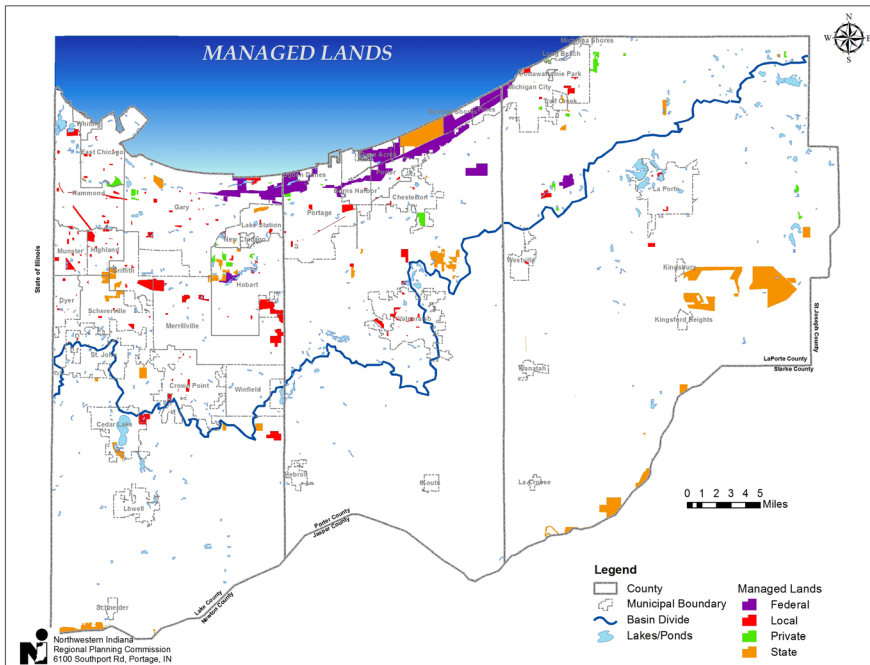 MANAGED LANDS
N
W
E
S
Michiana Shores
Long Beach
Pottawattamie Park
Michigan City
Trail Creek
Whiting
East Chicago
Hammond
Gary
Burns Harbor
Portage
Chesterton
Porter
Lake Station
New Chicago
Hobart
La Porte
Munster
Highland
Griffith
Dyer
Schererville
Merrillville
Westville
Kingsbury
Kingsford Heights
Valparaiso
St. John
Crown Point
Winfield
Wanatah
Cedar Lake
Lowell
Hebron
Kouts
La Crosse
Schneider
State of Illinois
St Joseph County
LaPorte County
Starke County
Porter County
Jasper County
Lake County
Newton County
0 1 2 3 4 5
Miles
Legend
County
Municipal Boundary
Basin Divide
Lakes/Ponds
Managed Lands
Federal
Local
Private
State
Northwestern Indiana
Regional Planning Commission
6100 Southport Rd, Portage, IN